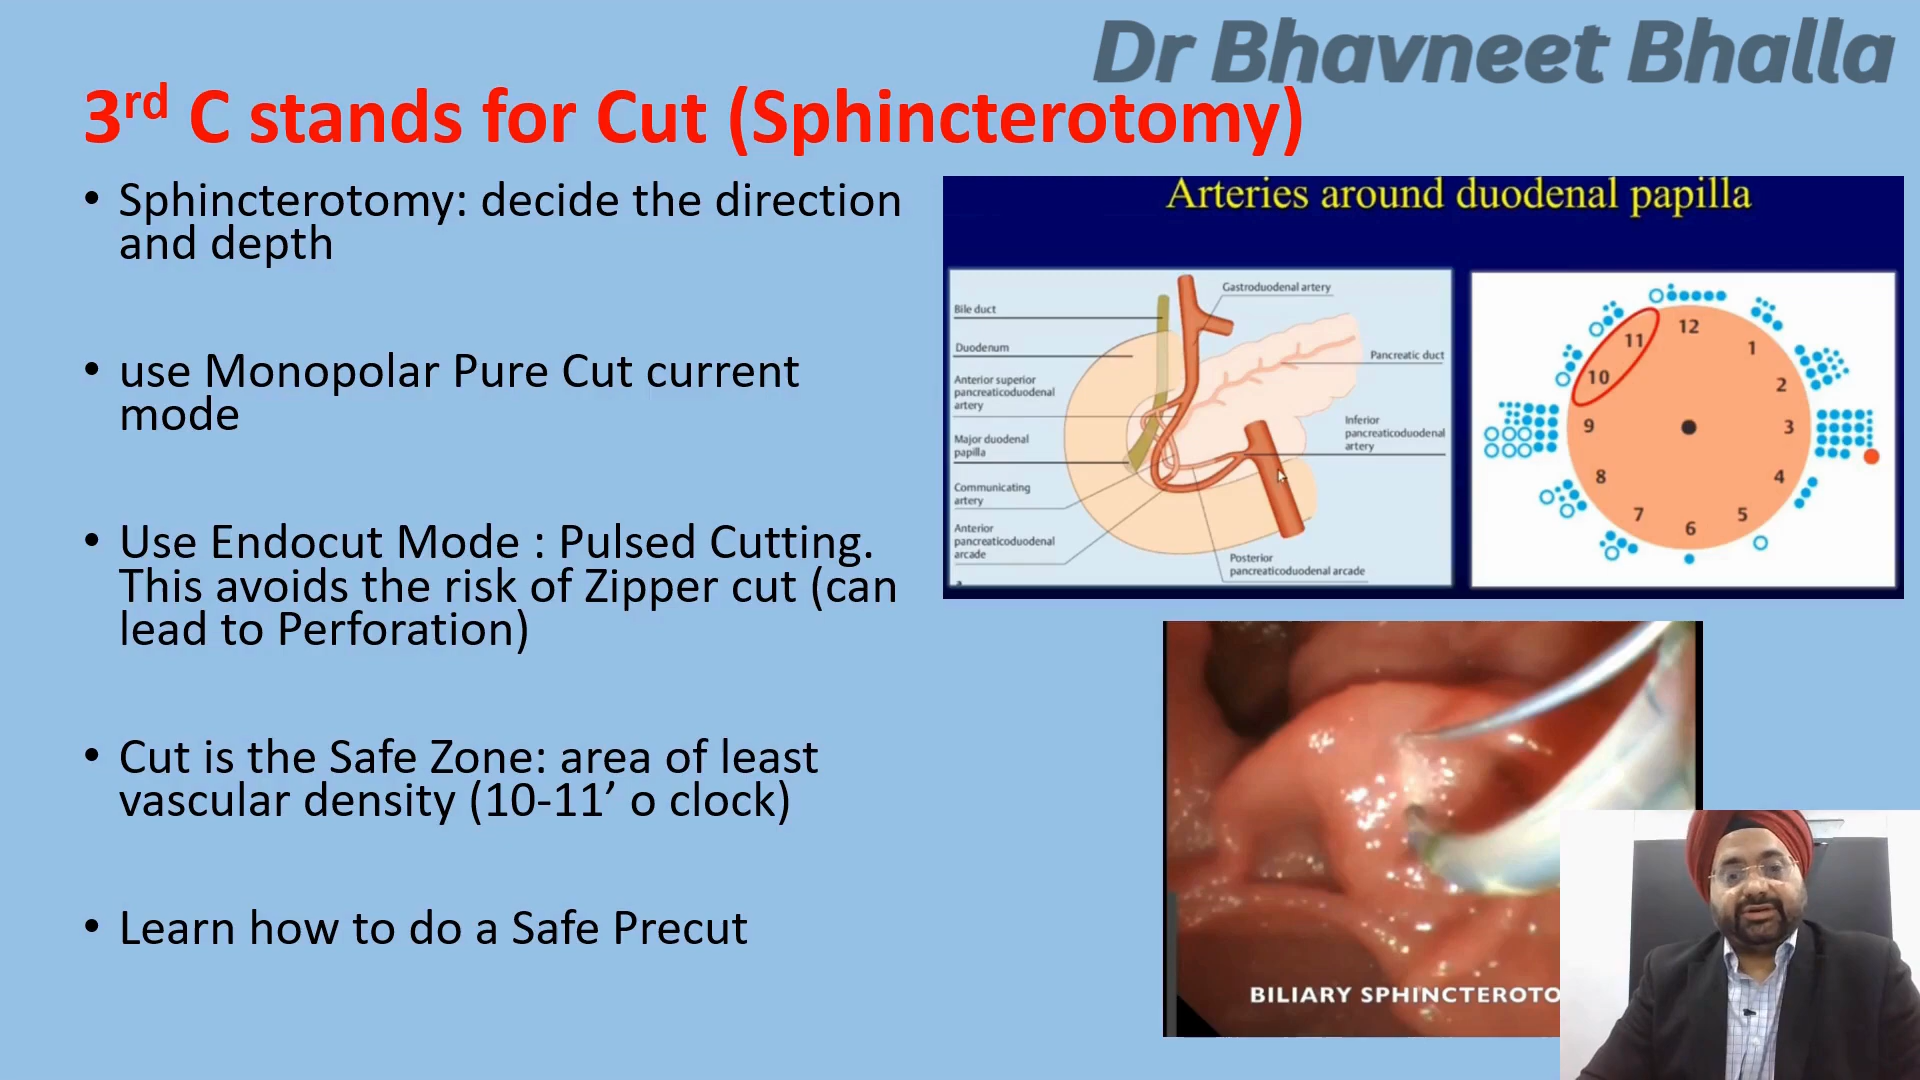 Dr Bhavneet Bhalla
3rd C stands for Cut (Sphincterotomy)
• Sphincterotomy: decide the direction
and depth
• use Monopolar Pure Cut current
mode
• Use Endocut Mode : Pulsed Cutting.
This avoids the risk of Zipper cut (can
lead to Perforation)
• Cut is the Safe Zone: area of least
vascular density (10-11’ o clock)
• Learn how to do a Safe Precut
Arteries around duodenal papilla
Bile duct
Duodenum
Anterior superior
pancreaticoduodenal
artery
Major duodenal
papilla
Communicating
artery
Anterior
pancreaticoduodenal
arcade
a
Gastroduodenal artery
Pancreatic duct
Inferior
pancreaticoduodenal
artery
Posterior
pancreaticoduodenal arcade
12
1
2
3
4
5
6
7
8
9
10
11
BILIARY SPHINCTEROTO